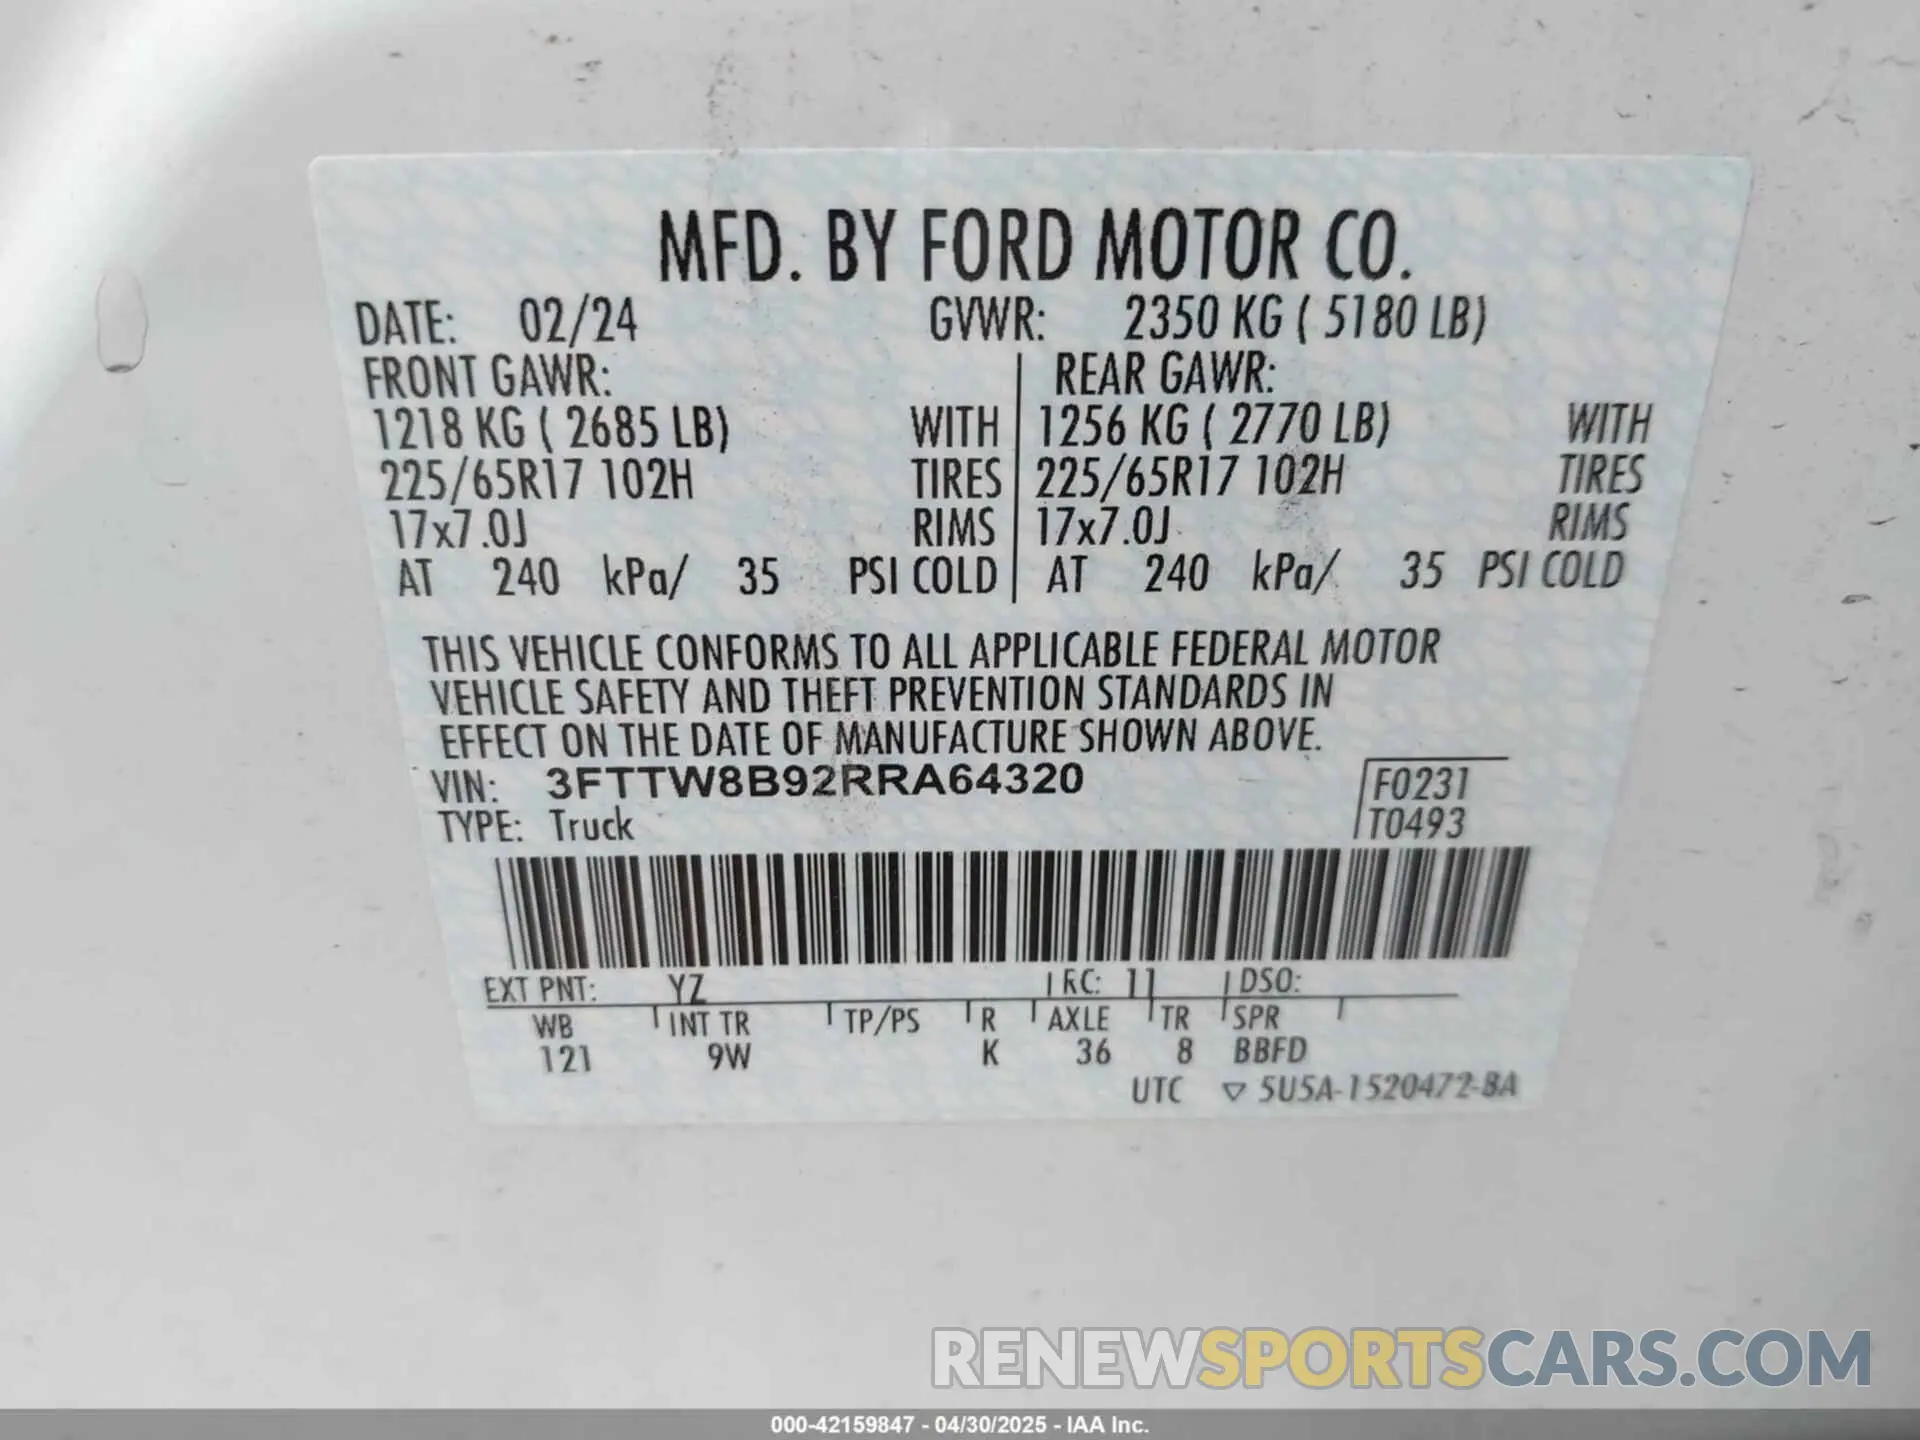 MFD. BY FORD MOTOR CO.
DATE: 02/24 GVWR: 2350 KG ( 5180 LB)
FRONT GAWR: REAR GAWR:
1218 KG ( 2685 LB) WITH 1256 KG ( 2770 LB) WITH
225/65R17 102H TIRES 225/65R17 102H TIRES
17x7.0J RIMS 17x7.0J RIMS
AT 240 kPa/ 35 PSI COLD AT 240 kPa/ 35 PSI COLD
THIS VEHICLE CONFORMS TO ALL APPLICABLE FEDERAL MOTOR
VEHICLE SAFETY AND THEFT PREVENTION STANDARDS IN
EFFECT ON THE DATE OF MANUFACTURE SHOWN ABOVE.
VIN: 3FTTW8B92RRA64320 F0231
TYPE: Truck T0493
EXT PNT: YZ RC: 11 DSO:
WB INT TR TP/PS R AXLE TR SPR
121 9W K 36 8 BBFD
UTC ▽ 5U5A-1520472-BA
RENEWSPORTSCARS.COM
000-42159847 - 04/30/2025 - IAA Inc.